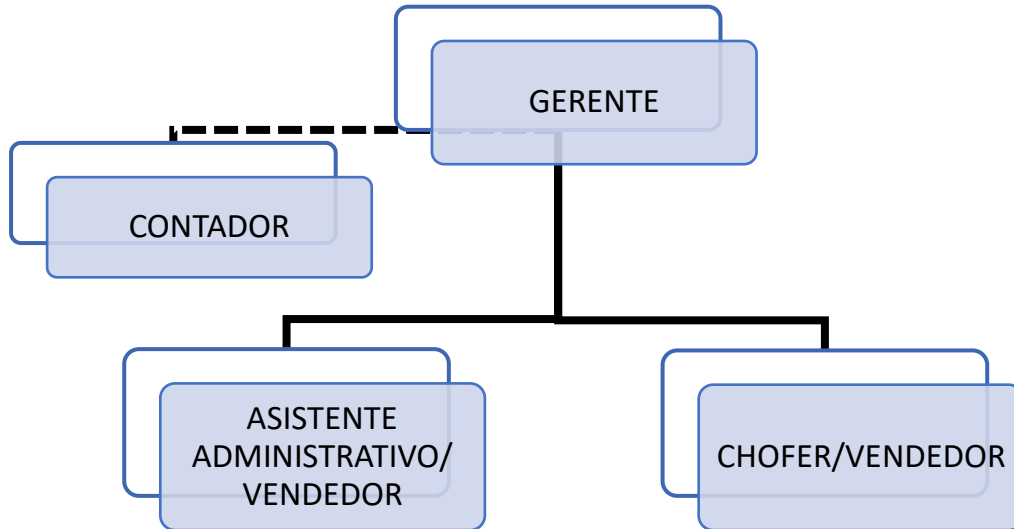 GERENTE
CONTADOR
ASISTENTE
ADMINISTRATIVO/
VENDEDOR
CHOFER/VENDEDOR